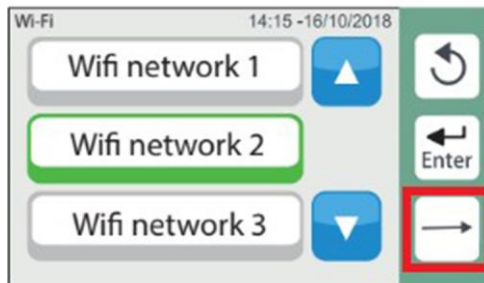 Wi-Fi 14:15 -16/10/2018
Wifi network 1
Wifi network 2
Enter
Wifi network 3